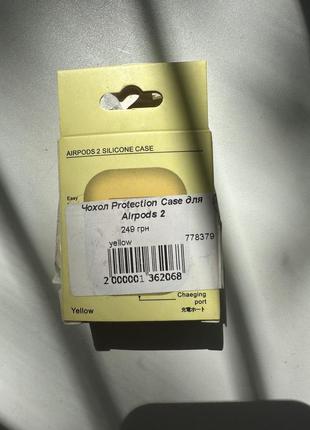 AIRPODS 2 SILICONE CASE
Easy
Чохол Protection Case для
Airpods 2
249 грн
yellow
778379
2 000001 362068
Yellow
Chaeging
port
充電ホート